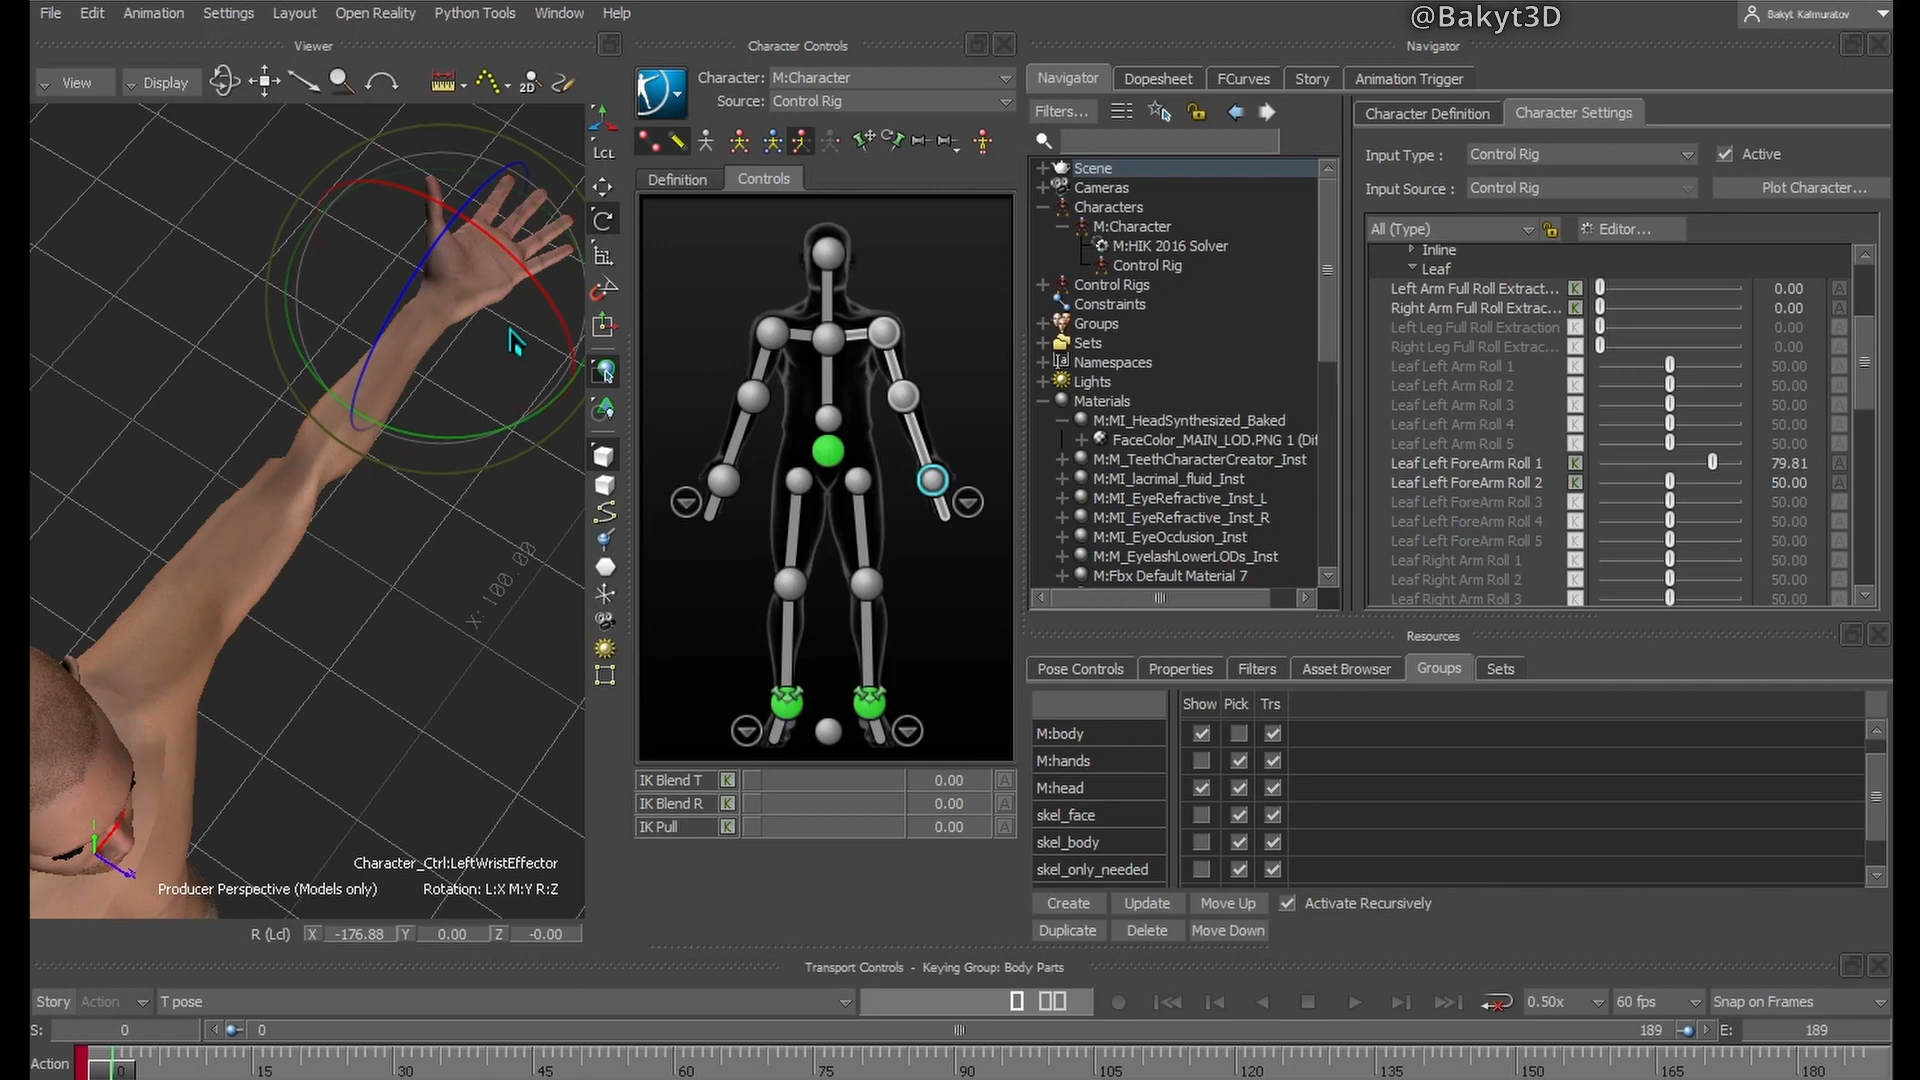 @Bakyt3D
File Edit Animation Settings Layout Open Reality Python Tools Window Help
Bakyt Kalmuratov
Viewer
View Display
2D
LCL
X: 100.00
Character_Ctrl:LeftWristEffector
Producer Perspective (Models only) Rotation: L:X M:Y R:Z
R (Lcl) X -176.88 Y 0.00 Z -0.00
Character Controls
Character: M:Character
Source: Control Rig
Definition Controls
IK Blend T K 0.00 A
IK Blend R K 0.00 A
IK Pull K 0.00 A
Navigator
Navigator Dopesheet FCurves Story Animation Trigger
Filters...
Scene
Cameras
Characters
M:Character
M:HIK 2016 Solver
Control Rig
Control Rigs
Constraints
Groups
Sets
Namespaces
Lights
Materials
M:MI_HeadSynthesized_Baked
FaceColor_MAIN_LOD.PNG 1 (Dif
M:M_TeethCharacterCreator_Inst
M:MI_lacrimal_fluid_Inst
M:MI_EyeRefractive_Inst_L
M:MI_EyeRefractive_Inst_R
M:MI_EyeOcclusion_Inst
M:M_EyelashLowerLODs_Inst
M:Fbx Default Material 7
Character Definition Character Settings
Input Type : Control Rig Active
Input Source : Control Rig Plot Character...
All (Type) Editor...
Inline
Leaf
Left Arm Full Roll Extract... K 0.00 A
Right Arm Full Roll Extrac... K 0.00 A
Left Leg Full Roll Extraction K 0.00 A
Right Leg Full Roll Extrac... K 0.00 A
Leaf Left Arm Roll 1 K 50.00 A
Leaf Left Arm Roll 2 K 50.00 A
Leaf Left Arm Roll 3 K 50.00 A
Leaf Left Arm Roll 4 K 50.00 A
Leaf Left Arm Roll 5 K 50.00 A
Leaf Left ForeArm Roll 1 K 79.81 A
Leaf Left ForeArm Roll 2 K 50.00 A
Leaf Left ForeArm Roll 3 K 50.00 A
Leaf Left ForeArm Roll 4 K 50.00 A
Leaf Left ForeArm Roll 5 K 50.00 A
Leaf Right Arm Roll 1 K 50.00 A
Leaf Right Arm Roll 2 K 50.00 A
Leaf Right Arm Roll 3 K 50.00 A
Resources
Pose Controls Properties Filters Asset Browser Groups Sets
Show Pick Trs
M:body
M:hands
M:head
skel_face
skel_body
skel_only_needed
Create Update Move Up Activate Recursively
Duplicate Delete Move Down
Transport Controls - Keying Group: Body Parts
Story Action T pose 0.50x 60 fps Snap on Frames
S: 0 0 189 E: 189
Action 0 15 30 45 60 75 90 105 120 135 150 165 180